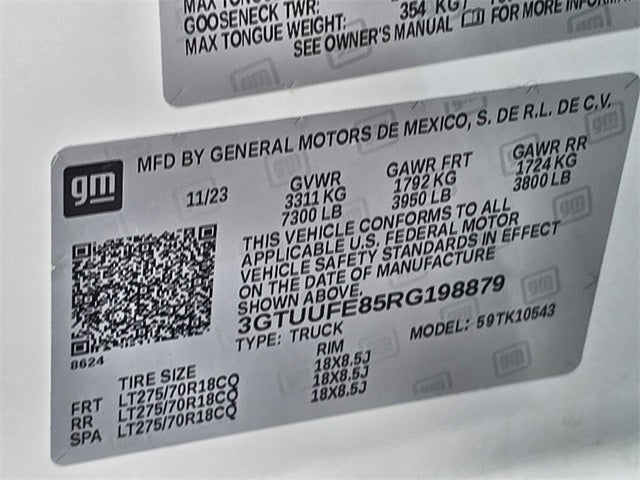 MAX TONGUE WEIGHT:
GOOSENECK TWR:
354 KG
MAX TONGUE WEIGHT:
SEE OWNER'S MANUAL FOR MORE
gm
MFD BY GENERAL MOTORS DE MEXICO, S. DE R.L. DE C.V.
11/23
GVWR GAWR FRT GAWR RR
3311 KG 1792 KG 1724 KG
7300 LB 3950 LB 3800 LB
THIS VEHICLE CONFORMS TO ALL
APPLICABLE U.S. FEDERAL MOTOR
VEHICLE SAFETY STANDARDS IN EFFECT
ON THE DATE OF MANUFACTURE
SHOWN ABOVE.
3GTUUFE85RG198879
TYPE: TRUCK MODEL: 59TK10543
8624
TIRE SIZE RIM
FRT LT275/70R18CQ 18X8.5J
RR LT275/70R18CQ 18X8.5J
SPA LT275/70R18CQ 18X8.5J